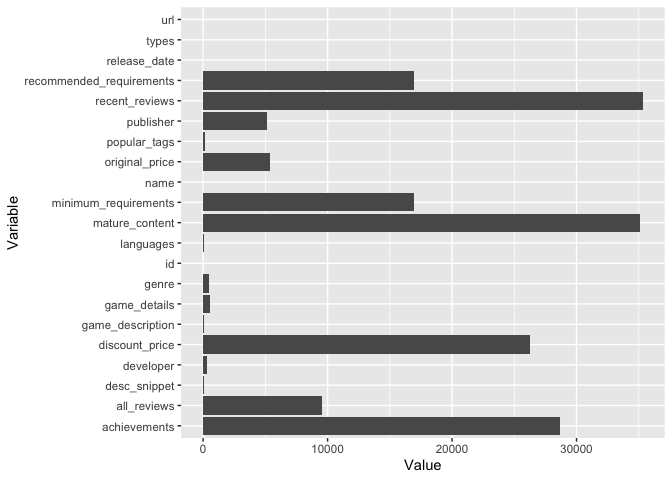 url
types
release_date
recommended_requirements
recent_reviews
publisher
popular_tags
original_price
name
minimum_requirements
mature_content
languages
id
genre
game_details
game_description
discount_price
developer
desc_snippet
all_reviews
achievements
Variable
0 10000 20000 30000
Value